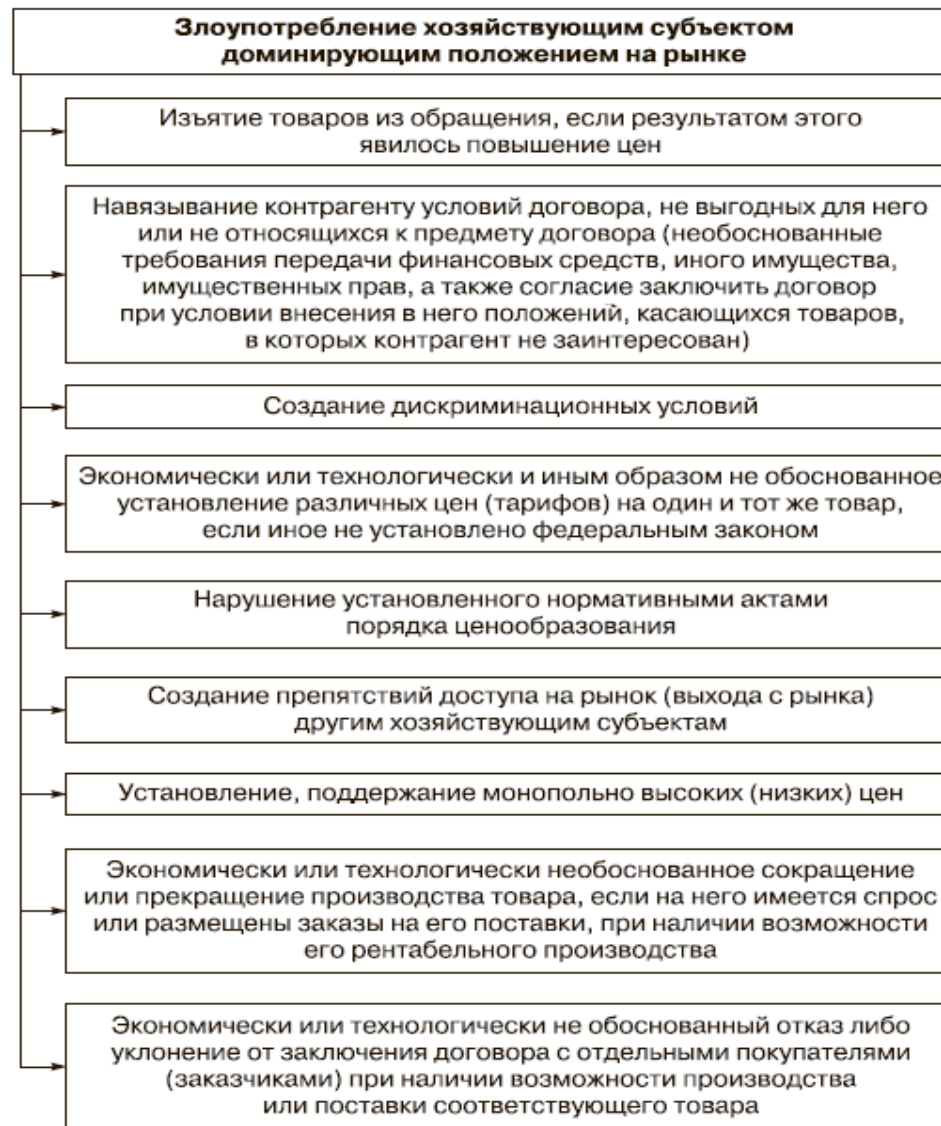 Злоупотребление хозяйствующим субъектом
доминирующим положением на рынке
Изъятие товаров из обращения, если результатом этого
явилось повышение цен
Навязывание контрагенту условий договора, не выгодных для него
или не относящихся к предмету договора (необоснованные
требования передачи финансовых средств, иного имущества,
имущественных прав, а также согласие заключить договор
при условии внесения в него положений, касающихся товаров,
в которых контрагент не заинтересован)
Создание дискриминационных условий
Экономически или технологически и иным образом не обоснованное
установление различных цен (тарифов) на один и тот же товар,
если иное не установлено федеральным законом
Нарушение установленного нормативными актами
порядка ценообразования
Создание препятствий доступа на рынок (выхода с рынка)
другим хозяйствующим субъектам
Установление, поддержание монопольно высоких (низких) цен
Экономически или технологически необоснованное сокращение
или прекращение производства товара, если на него имеется спрос
или размещены заказы на его поставки, при наличии возможности
его рентабельного производства
Экономически или технологически не обоснованный отказ либо
уклонение от заключения договора с отдельными покупателями
(заказчиками) при наличии возможности производства
или поставки соответствующего товара